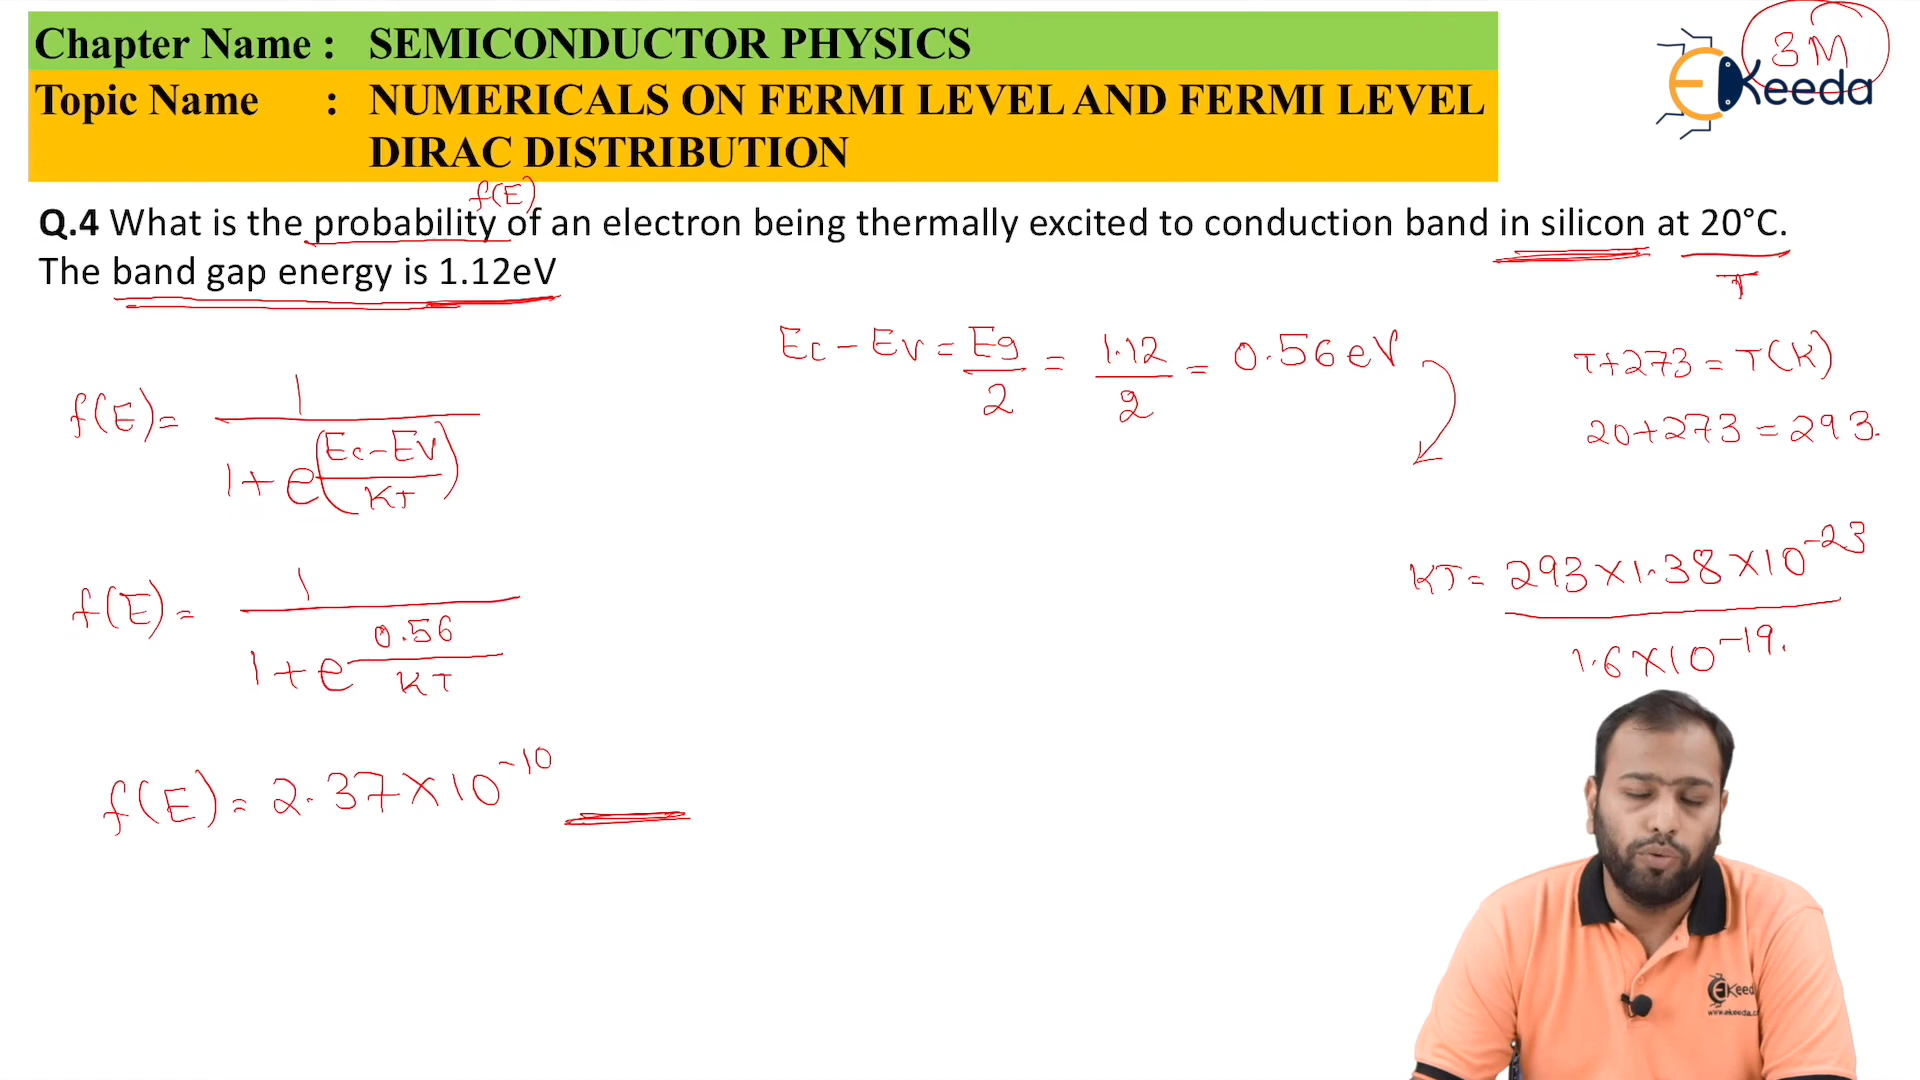 Chapter Name : SEMICONDUCTOR PHYSICS
3M
EKeeda
Topic Name : NUMERICALS ON FERMI LEVEL AND FERMI LEVEL
DIRAC DISTRIBUTION
f(E)
Q.4 What is the probability of an electron being thermally excited to conduction band in silicon at 20°C.
The band gap energy is 1.12eV
T
Ec - Ev = Eg/2 = 1.12/2 = 0.56 eV
T+273 = T(K)
20+273 = 293.
f(E) = 1/(1+e^((Ec-Ev)/KT))
KT = (293×1.38×10^-23)/(1.6×10^-19).
f(E) = 1/(1+e^(0.56/KT))
f(E) = 2.37×10^-10
EKeeda